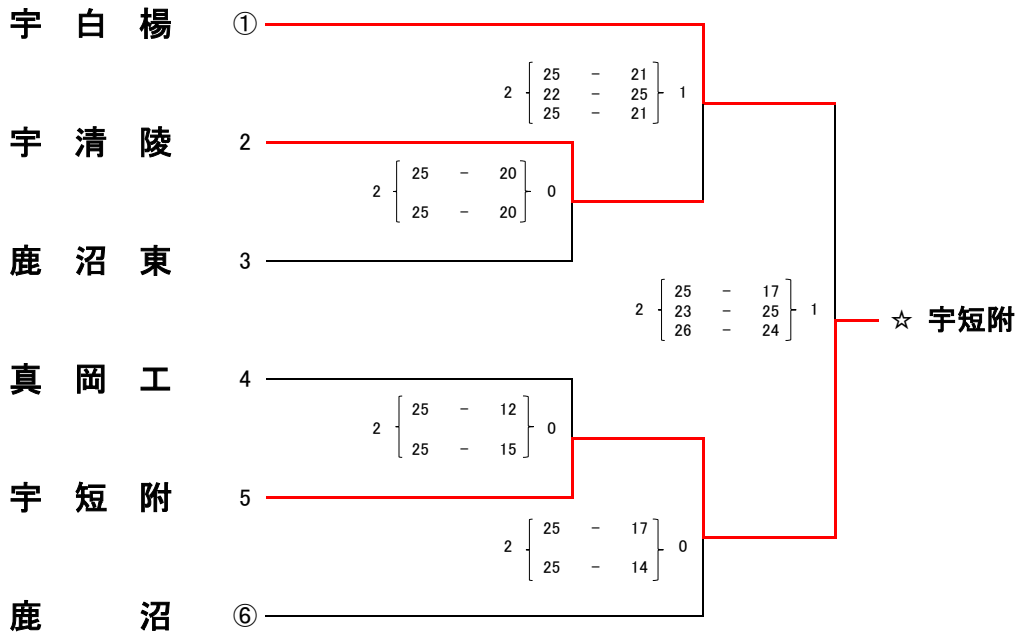 宇 白 楊 ①
2 25 - 21 1
22 - 25
25 - 21
宇 清 陵 2
2 25 - 20 0
25 - 20
鹿 沼 東 3
2 25 - 17 1
23 - 25
26 - 24
☆ 宇短附
真 岡 工 4
2 25 - 12 0
25 - 15
宇 短 附 5
2 25 - 17 0
25 - 14
鹿 沼 ⑥